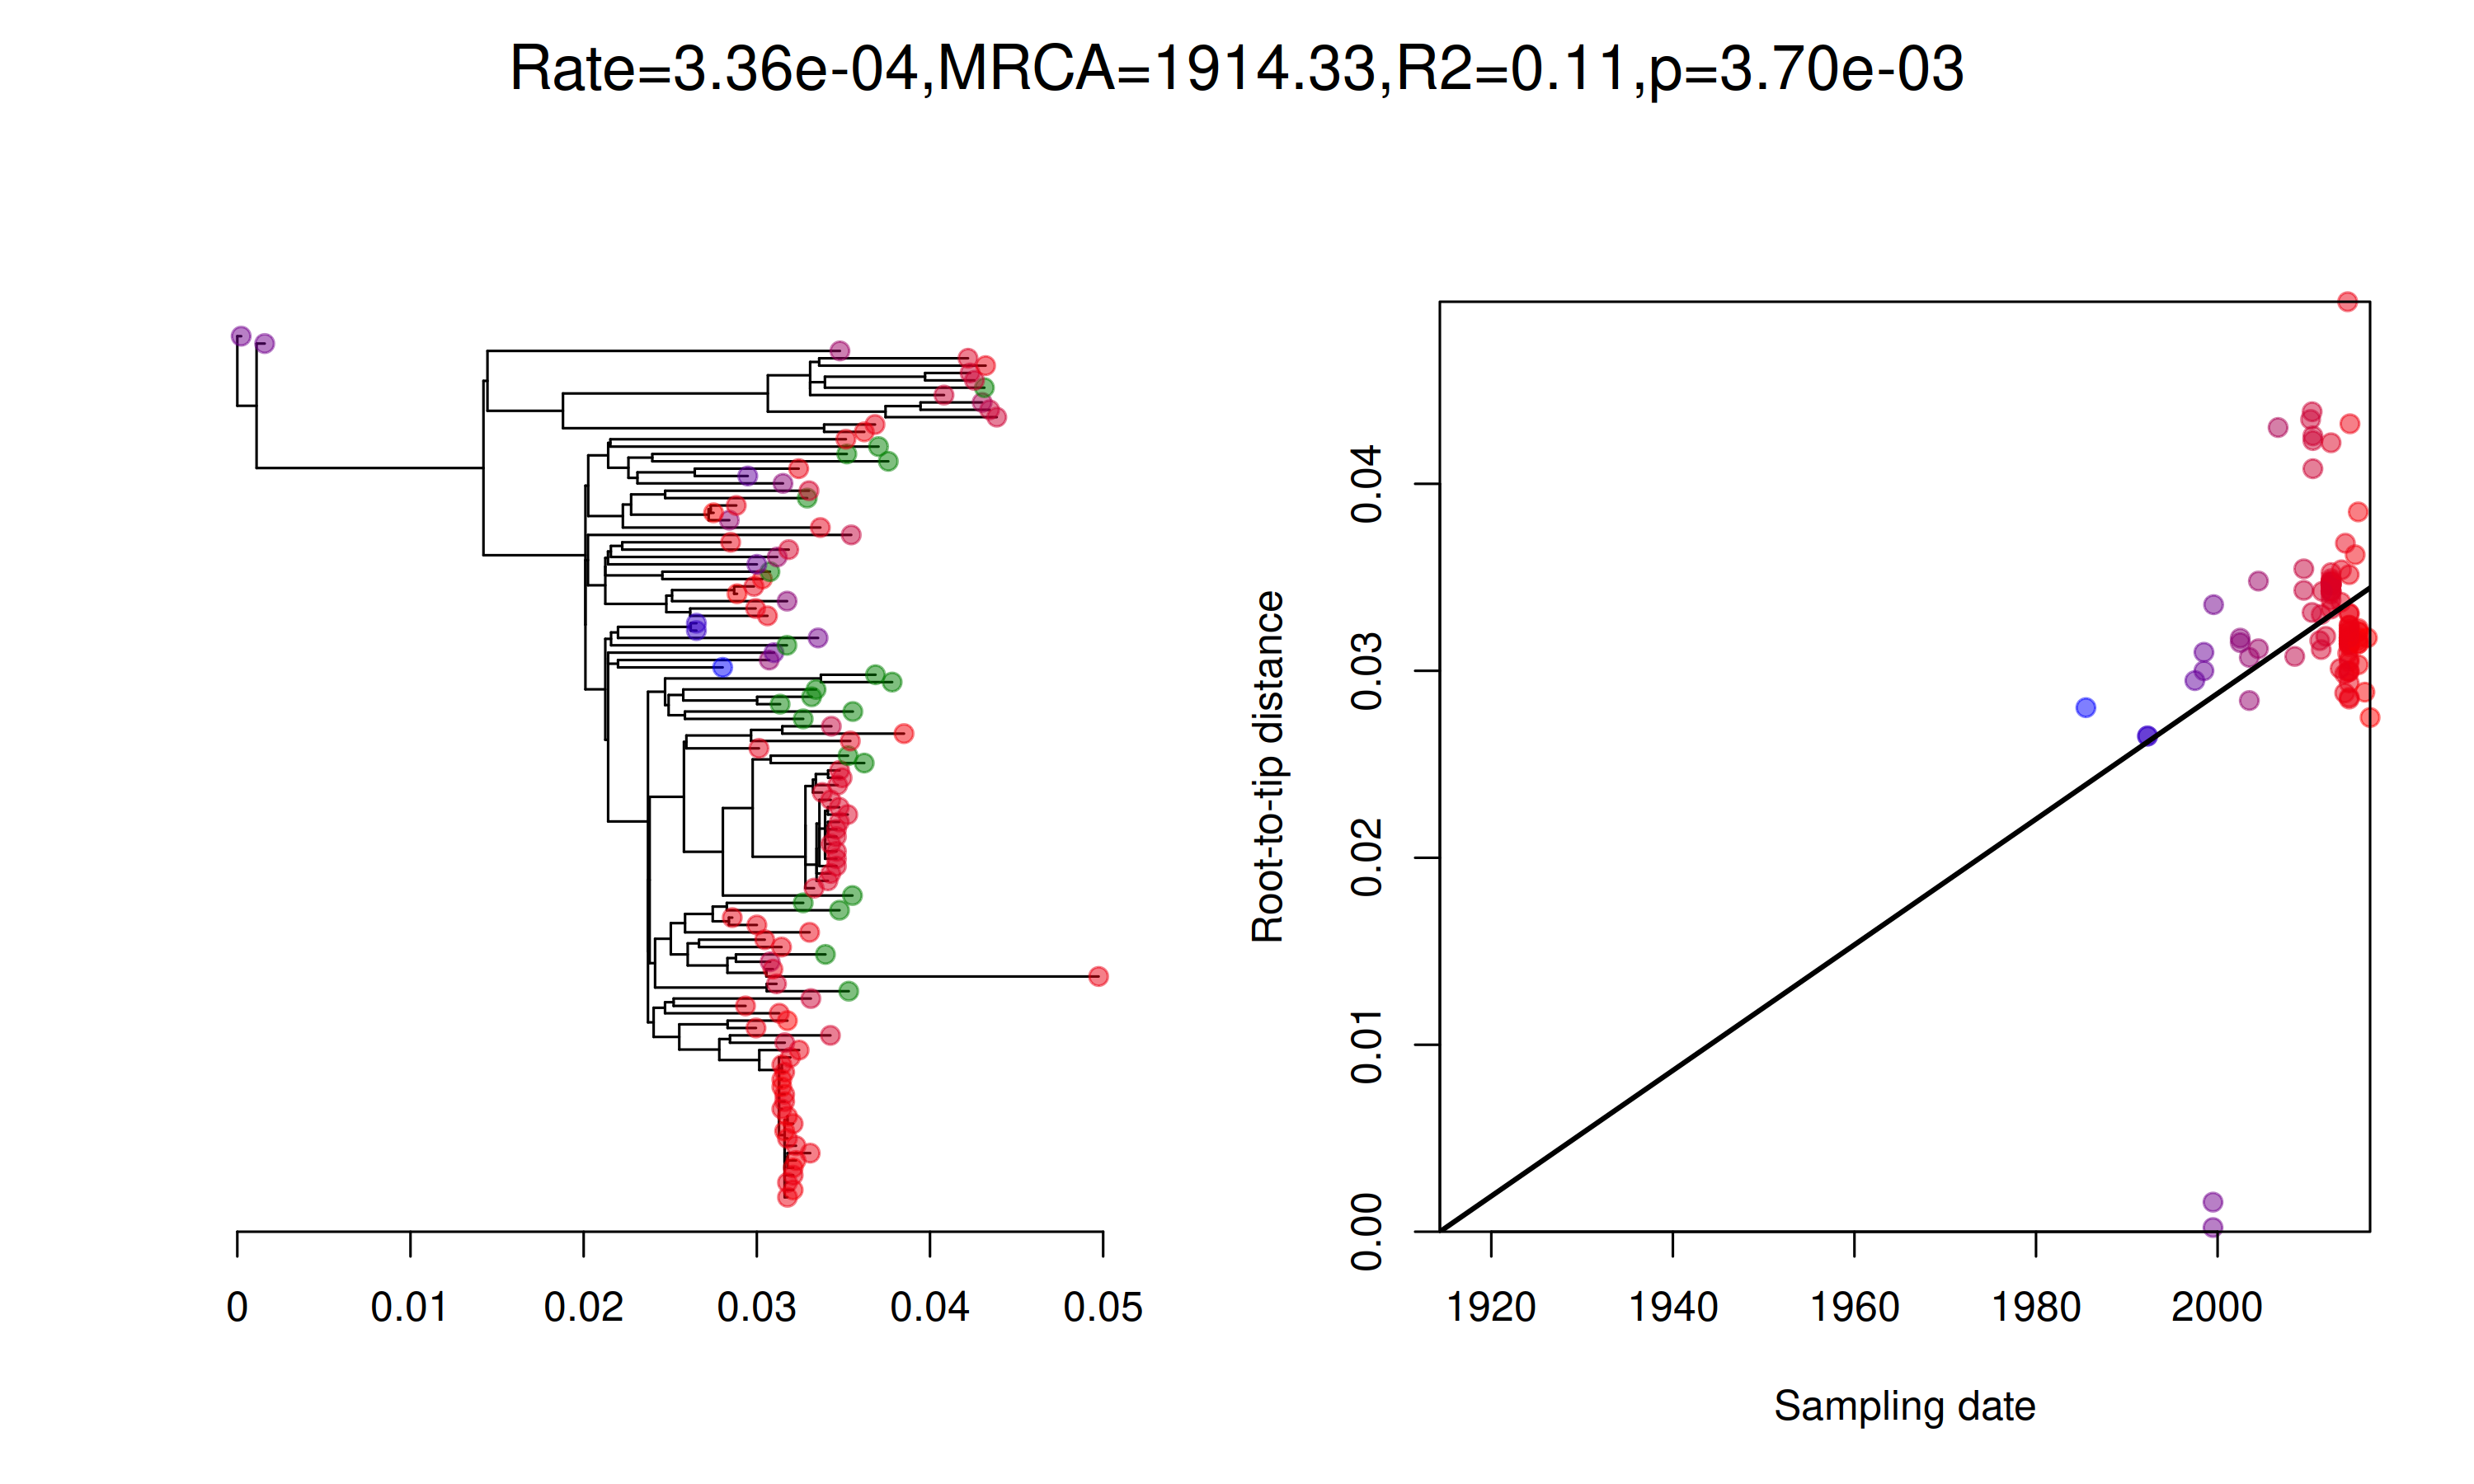 Rate=3.36e-04,MRCA=1914.33,R2=0.11,p=3.70e-03
0 0.01 0.02 0.03 0.04 0.05
Root-to-tip distance
0.00 0.01 0.02 0.03 0.04
1920 1940 1960 1980 2000
Sampling date